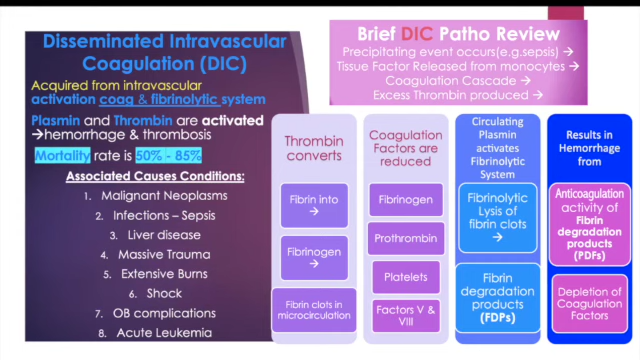 Disseminated Intravascular
Coagulation (DIC)
Acquired from intravascular
activation coag & fibrinolytic system
Plasmin and Thrombin are activated
→hemorrhage & thrombosis
Mortality rate is 50% - 85%
Associated Causes Conditions:
1. Malignant Neoplasms
2. Infections – Sepsis
3. Liver disease
4. Massive Trauma
5. Extensive Burns
6. Shock
7. OB complications
8. Acute Leukemia
Brief DIC Patho Review
Precipitating event occurs(e.g.sepsis) →
Tissue Factor Released from monocytes→
Coagulation Cascade →
Excess Thrombin produced →
Thrombin
converts
Fibrin into
→
Fibrinogen
→
Fibrin clots in
microcirculation
Coagulation
Factors are
reduced
Fibrinogen
Prothrombin
Platelets
Factors V &
VIII
Circulating
Plasmin
activates
Fibrinolytic
System
Fibrinolytic
Lysis of
fibrin clots
→
Fibrin
degradation
products
(FDPs)
Results in
Hemorrhage
from
Anticoagulation
activity of
Fibrin
degradation
products
(PDFs)
Depletion of
Coagulation
Factors